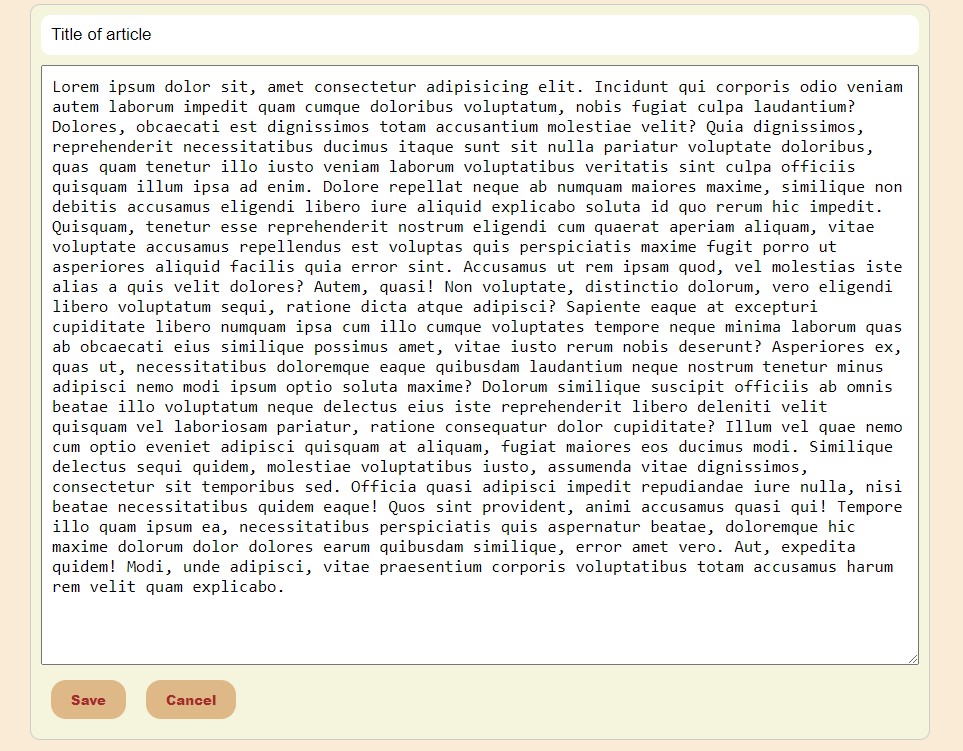 Title of article
Lorem ipsum dolor sit, amet consectetur adipisicing elit. Incidunt qui corporis odio veniam
autem laborum impedit quam cumque doloribus voluptatum, nobis fugiat culpa laudantium?
Dolores, obcaecati est dignissimos totam accusantium molestiae velit? Quia dignissimos,
reprehenderit necessitatibus ducimus itaque sunt sit nulla pariatur voluptate doloribus,
quas quam tenetur illo iusto veniam laborum voluptatibus veritatis sint culpa officiis
quisquam illum ipsa ad enim. Dolore repellat neque ab numquam maiores maxime, similique non
debitis accusamus eligendi libero iure aliquid explicabo soluta id quo rerum hic impedit.
Quisquam, tenetur esse reprehenderit nostrum eligendi cum quaerat aperiam aliquam, vitae
voluptate accusamus repellendus est voluptas quis perspiciatis maxime fugit porro ut
asperiores aliquid facilis quia error sint. Accusamus ut rem ipsam quod, vel molestias iste
alias a quis velit dolores? Autem, quasi! Non voluptate, distinctio dolorum, vero eligendi
libero voluptatum sequi, ratione dicta atque adipisci? Sapiente eaque at excepturi
cupiditate libero numquam ipsa cum illo cumque voluptates tempore neque minima laborum quas
ab obcaecati eius similique possimus amet, vitae iusto rerum nobis deserunt? Asperiores ex,
quas ut, necessitatibus doloremque eaque quibusdam laudantium neque nostrum tenetur minus
adipisci nemo modi ipsum optio soluta maxime? Dolorum similique suscipit officiis ab omnis
beatae illo voluptatum neque delectus eius iste reprehenderit libero deleniti velit
quisquam vel laboriosam pariatur, ratione consequatur dolor cupiditate? Illum vel quae nemo
cum optio eveniet adipisci quisquam at aliquam, fugiat maiores eos ducimus modi. Similique
delectus sequi quidem, molestiae voluptatibus iusto, assumenda vitae dignissimos,
consectetur sit temporibus sed. Officia quasi adipisci impedit repudiandae iure nulla, nisi
beatae necessitatibus quidem eaque! Quos sint provident, animi accusamus quasi qui! Tempore
illo quam ipsum ea, necessitatibus perspiciatis quis aspernatur beatae, doloremque hic
maxime dolorum dolor dolores earum quibusdam similique, error amet vero. Aut, expedita
quidem! Modi, unde adipisci, vitae praesentium corporis voluptatibus totam accusamus harum
rem velit quam explicabo.
Save
Cancel